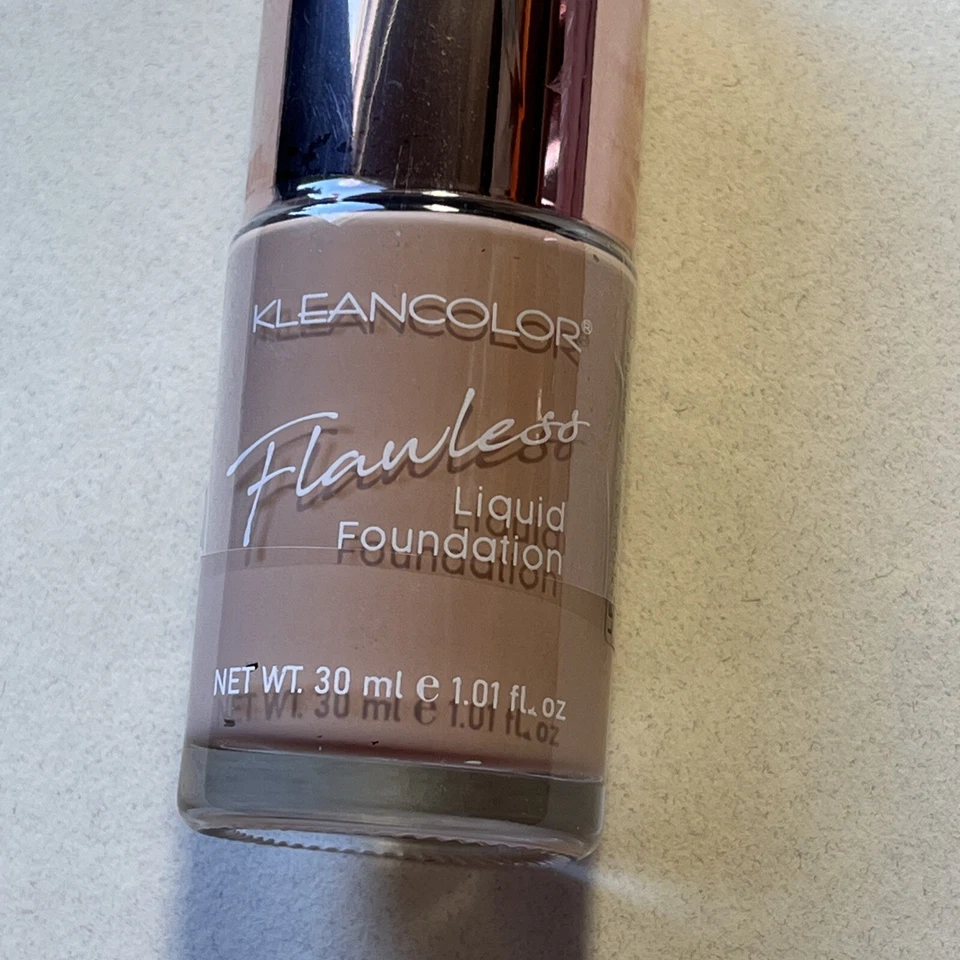 KLEANCOLOR®
Flawless
Liquid
Foundation
NET WT. 30 ml ℮ 1.01 fl. oz